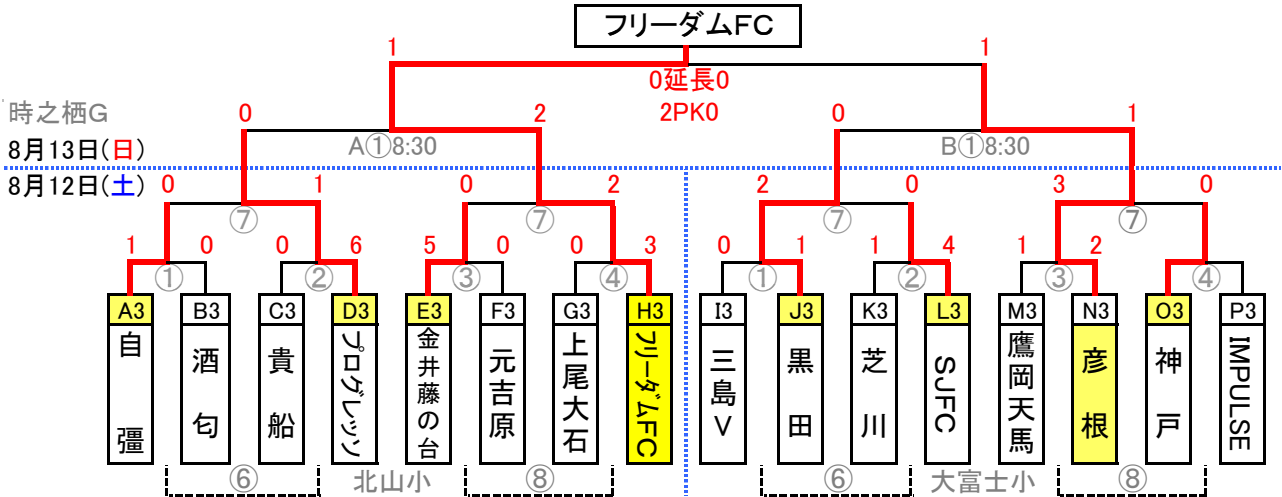 フリーダムFC
1 1
0延長0
2PK0
時之栖G
0 2 0 1
8月13日(日)
A①8:30 B①8:30
8月12日(土)
0 1 0 2 2 0 3 0
⑦ ⑦ ⑦ ⑦
1 0 0 6 5 0 0 3 0 1 1 4 1 2
① ② ③ ④ ① ② ③ ④
A3 B3 C3 D3 E3 F3 G3 H3 I3 J3 K3 L3 M3 N3 O3 P3
自彊
酒匂
貴船
プログレッソ
金井藤の台
元吉原
上尾大石
フリーダムFC
三島V
黒田
芝川
SJFC
鷹岡天馬
彦根
神戸
IMPULSE
⑥ 北山小 ⑧ ⑥ 大富士小 ⑧